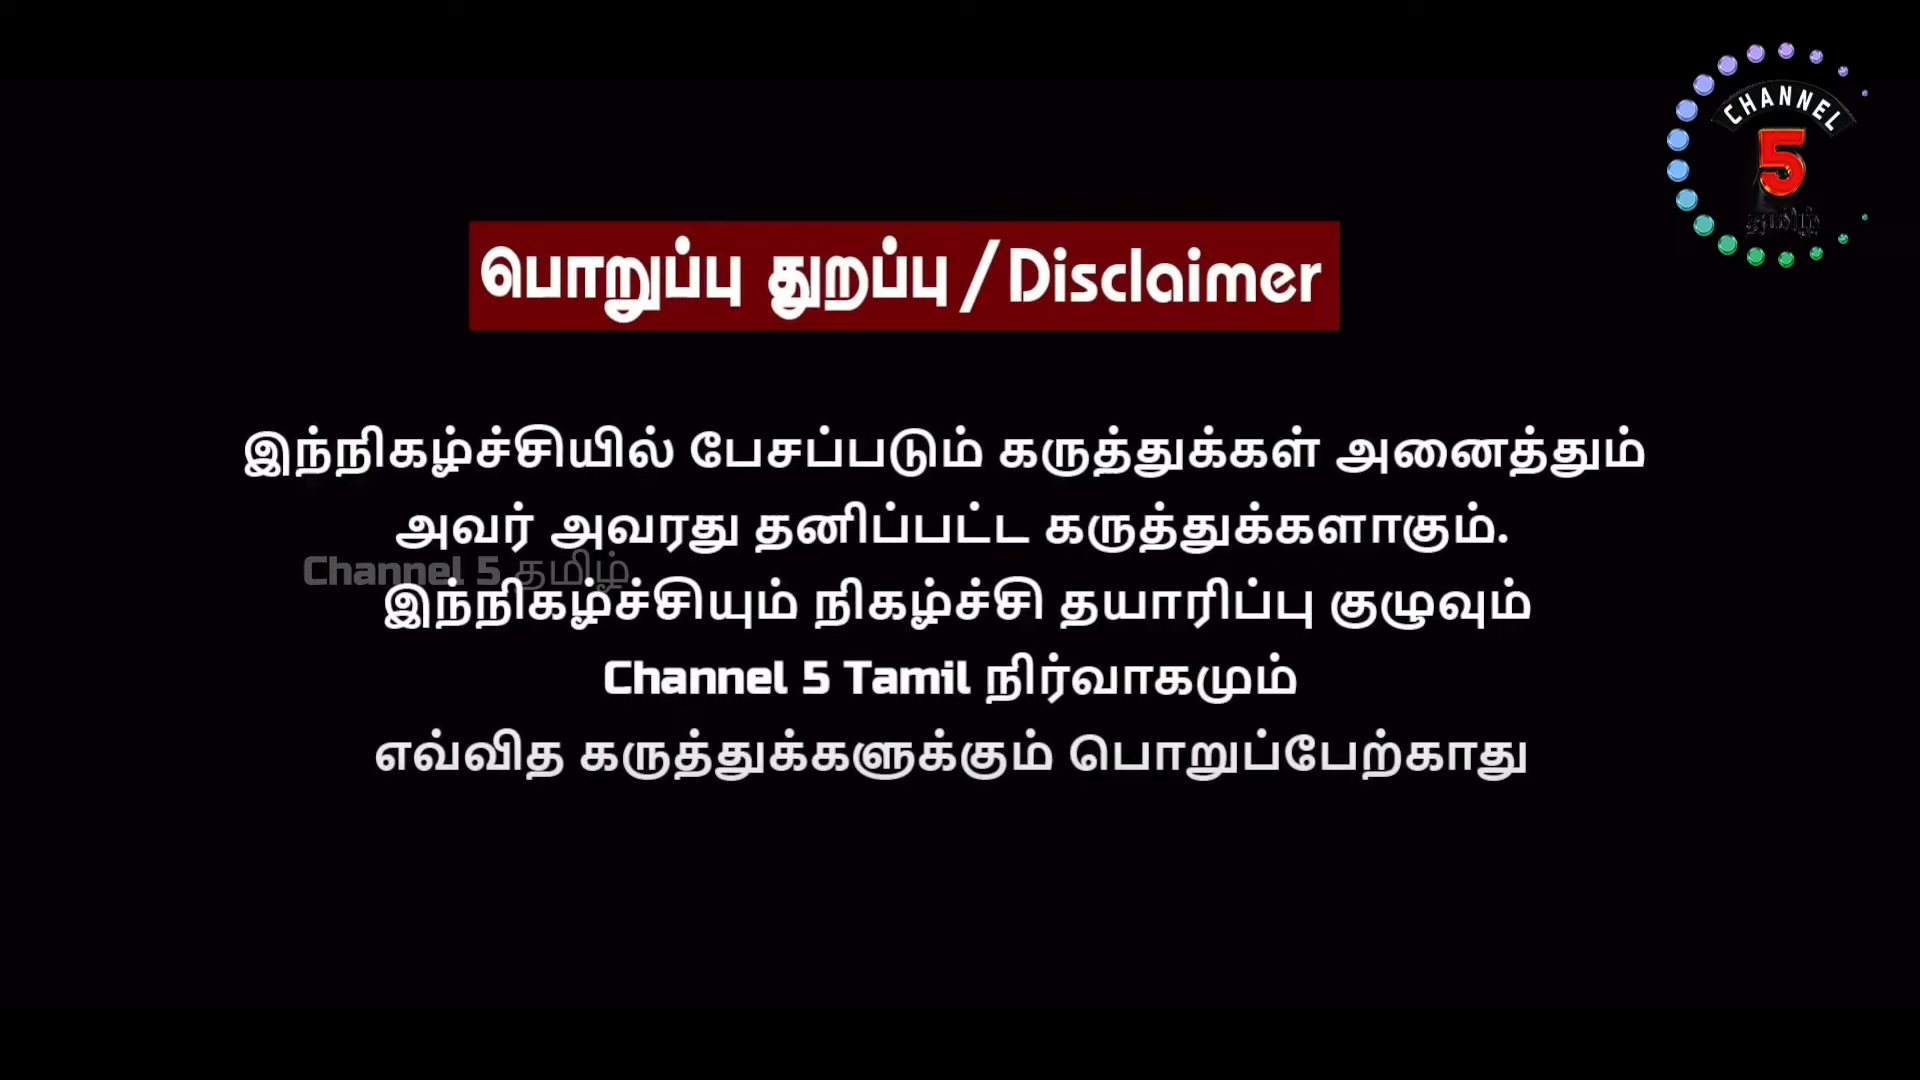 CHANNEL
5
தமிழ்
பொறுப்பு துறப்பு/Disclaimer
இந்நிகழ்ச்சியில் பேசப்படும் கருத்துக்கள் அனைத்தும்
அவர் அவரது தனிப்பட்ட கருத்துக்களாகும்.
Channel 5 தமிழ்
இந்நிகழ்ச்சியும் நிகழ்ச்சி தயாரிப்பு குழுவும்
Channel 5 Tamil நிர்வாகமும்
எவ்வித கருத்துக்களுக்கும் பொறுப்பேற்காது